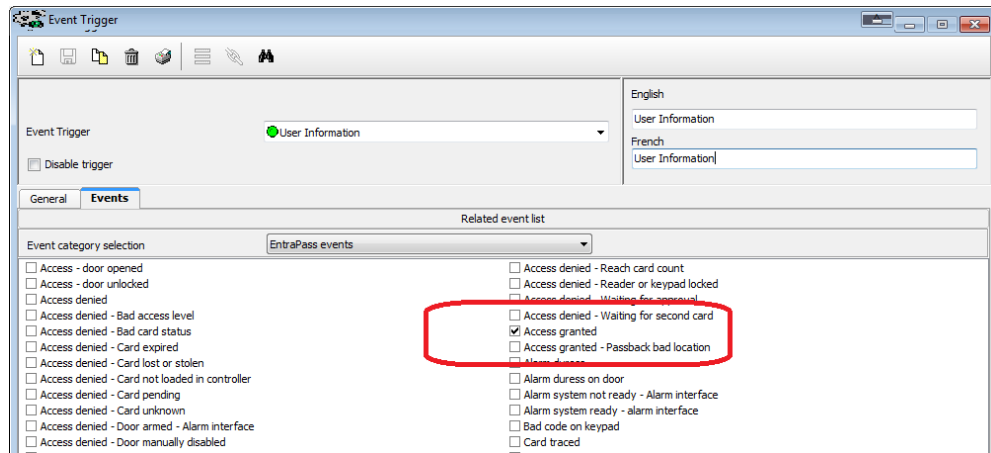 Event Trigger
English
User Information
Event Trigger
User Information
French
User Information
Disable trigger
General
Events
Related event list
Event category selection
EntraPass events
Access - door opened
Access - door unlocked
Access denied
Access denied - Bad access level
Access denied - Bad card status
Access denied - Card expired
Access denied - Card lost or stolen
Access denied - Card not loaded in controller
Access denied - Card pending
Access denied - Card unknown
Access denied - Door armed - Alarm interface
Access denied - Door manually disabled
Access denied - Reach card count
Access denied - Reader or keypad locked
Access denied - Waiting for approval
Access denied - Waiting for second card
Access granted
Access granted - Passback bad location
Alarm duress
Alarm duress on door
Alarm system not ready - Alarm interface
Alarm system ready - alarm interface
Bad code on keypad
Card traced